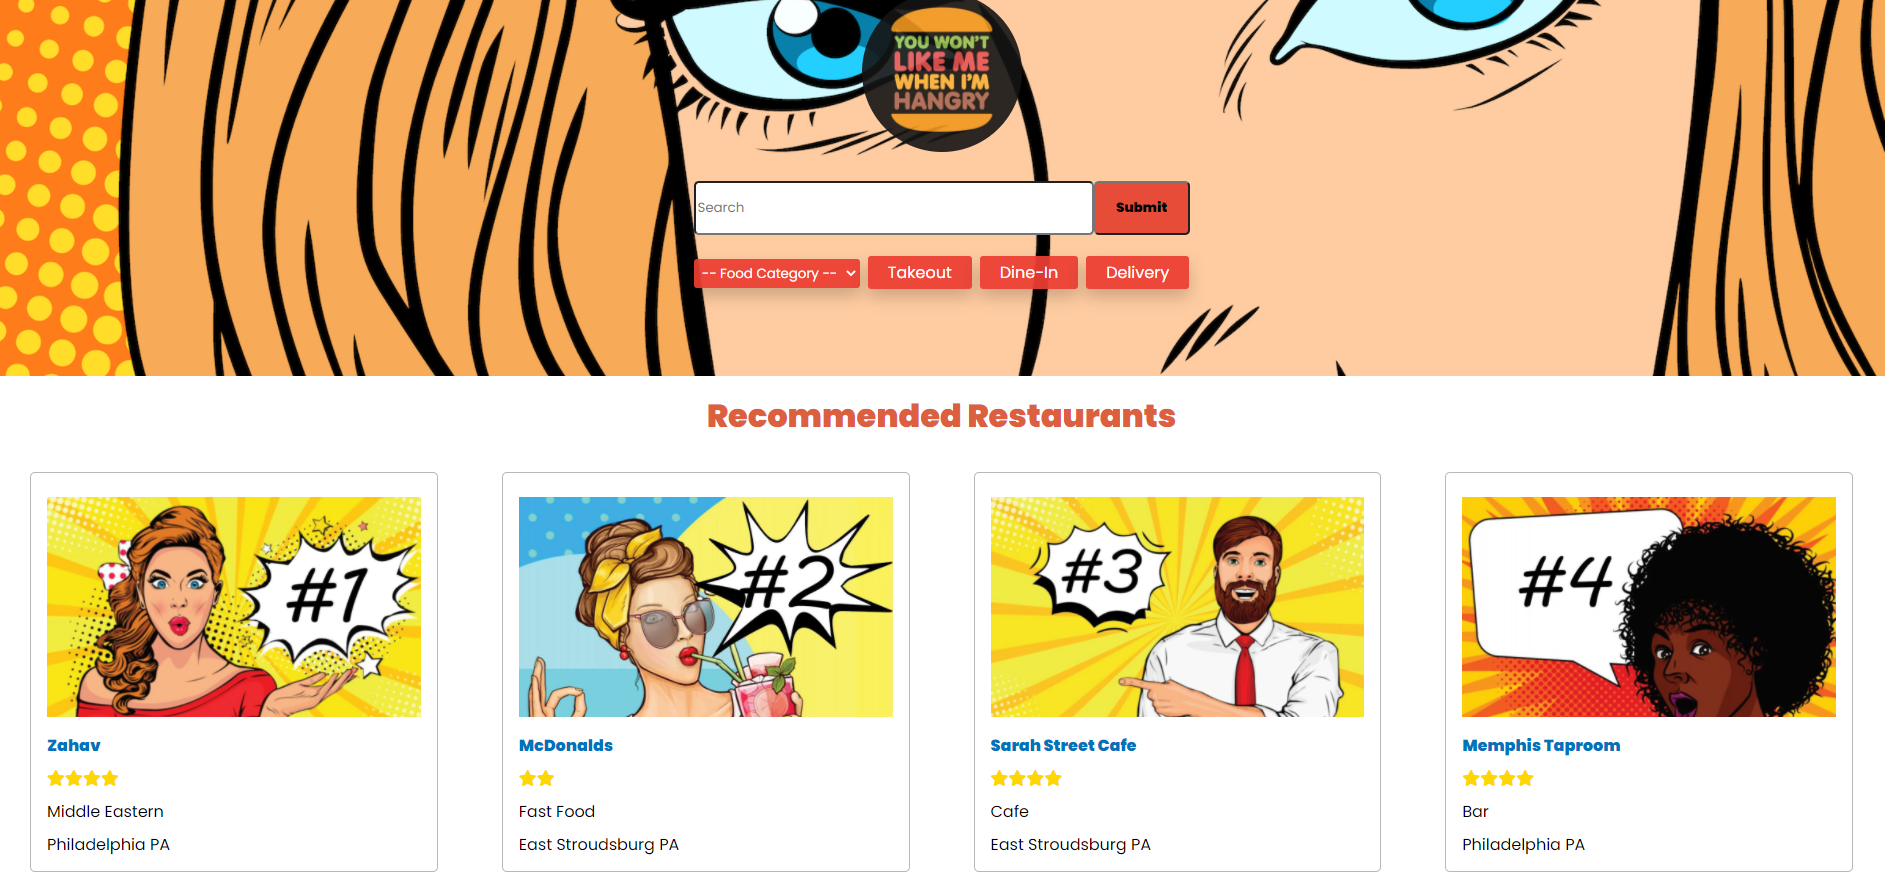 YOU WON'T
LIKE ME
WHEN I'M
HANGRY
Search
Submit
-- Food Category --
Takeout
Dine-In
Delivery
Recommended Restaurants
#1
#2
#3
#4
Zahav
Middle Eastern
Philadelphia PA
McDonalds
Fast Food
East Stroudsburg PA
Sarah Street Cafe
Cafe
East Stroudsburg PA
Memphis Taproom
Bar
Philadelphia PA